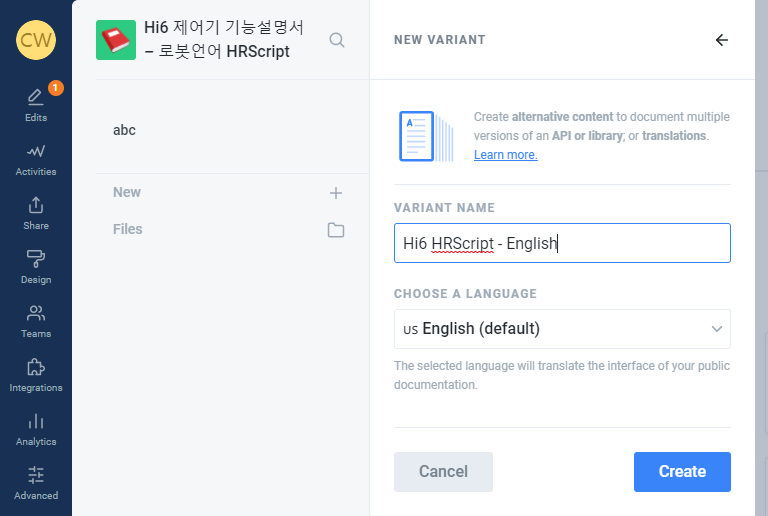 CW
1
Edits
Activities
Share
Design
Teams
Integrations
Analytics
Advanced
Hi6 제어기 기능설명서
– 로봇언어 HRScript
abc
New
Files
NEW VARIANT
A
Create alternative content to document multiple
versions of an API or library; or translations.
Learn more.
VARIANT NAME
Hi6 HRScript - English
CHOOSE A LANGUAGE
US English (default)
The selected language will translate the interface of your public
documentation.
Cancel
Create